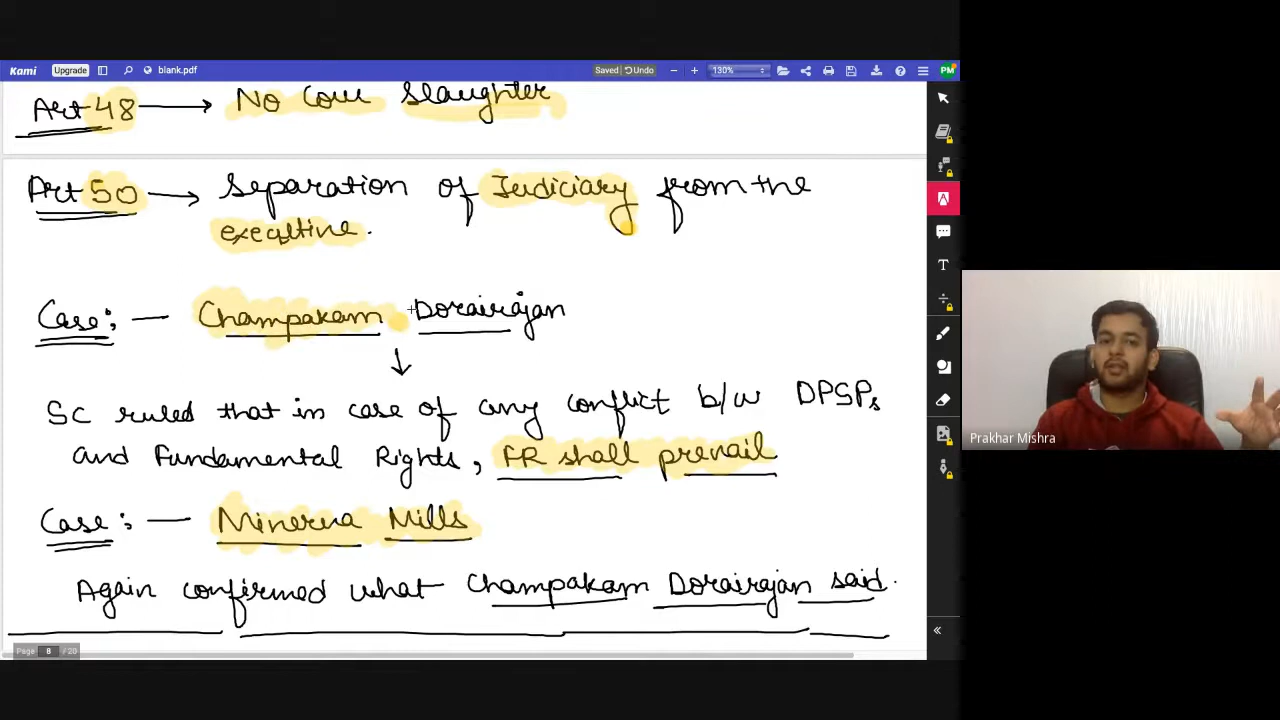 Kami Upgrade blank.pdf Saved Undo 130% PM
Art 48 → No Cow Slaughter
Art 50 → Separation of Judiciary from the
executive.
Case:- Champakam Dorairajan
↓
SC ruled that in case of any conflict b/w DPSPs
and Fundamental Rights, FR shall prevail
Case:- Minerva Mills
Again confirmed what Champakam Dorairajan said.
Page 8 / 20
Prakhar Mishra